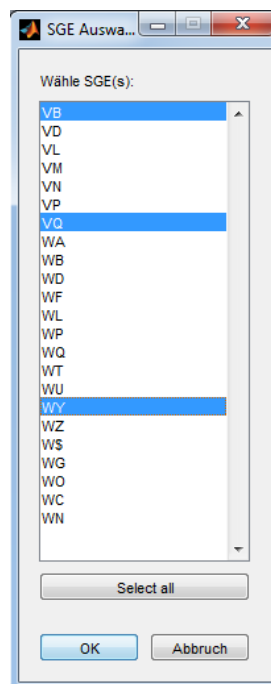 SGE Auswa...
Wähle SGE(s):
VB
VD
VL
VM
VN
VP
VQ
WA
WB
WD
WF
WL
WP
WQ
WT
WU
WY
WZ
W$
WG
WO
WC
WN
Select all
OK
Abbruch